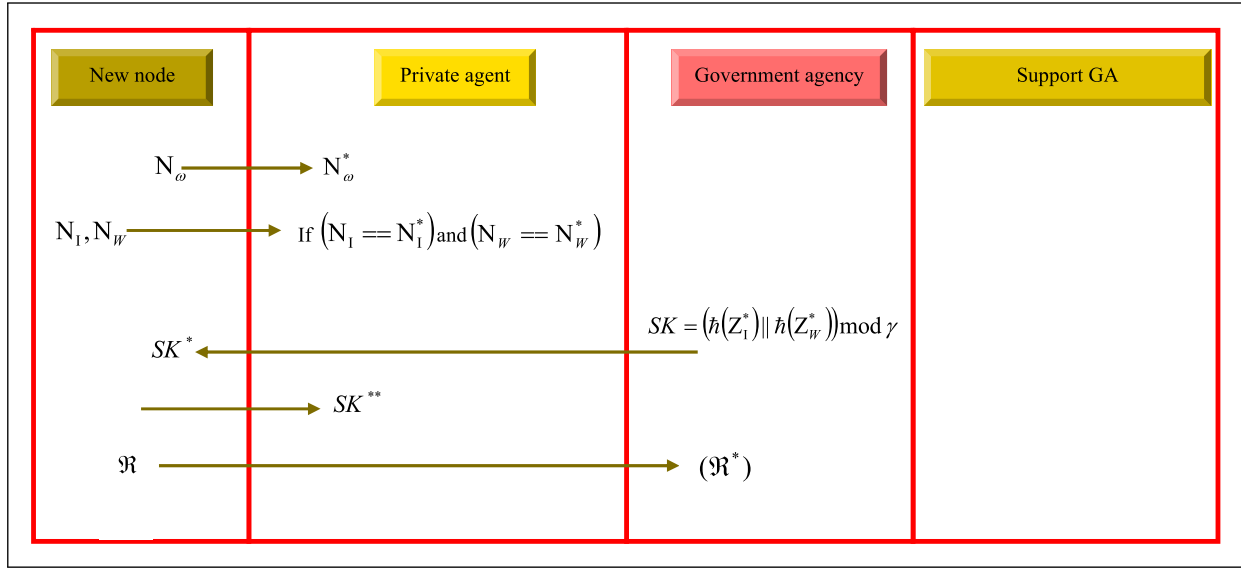 New node Private agent Government agency Support GA
N_ω N*_ω
N_I, N_W If (N_I == N*_I) and (N_W == N*_W)
SK = (ℏ(Z*_I) || ℏ(Z*_W)) mod γ
SK*
SK**
ℜ (ℜ*)